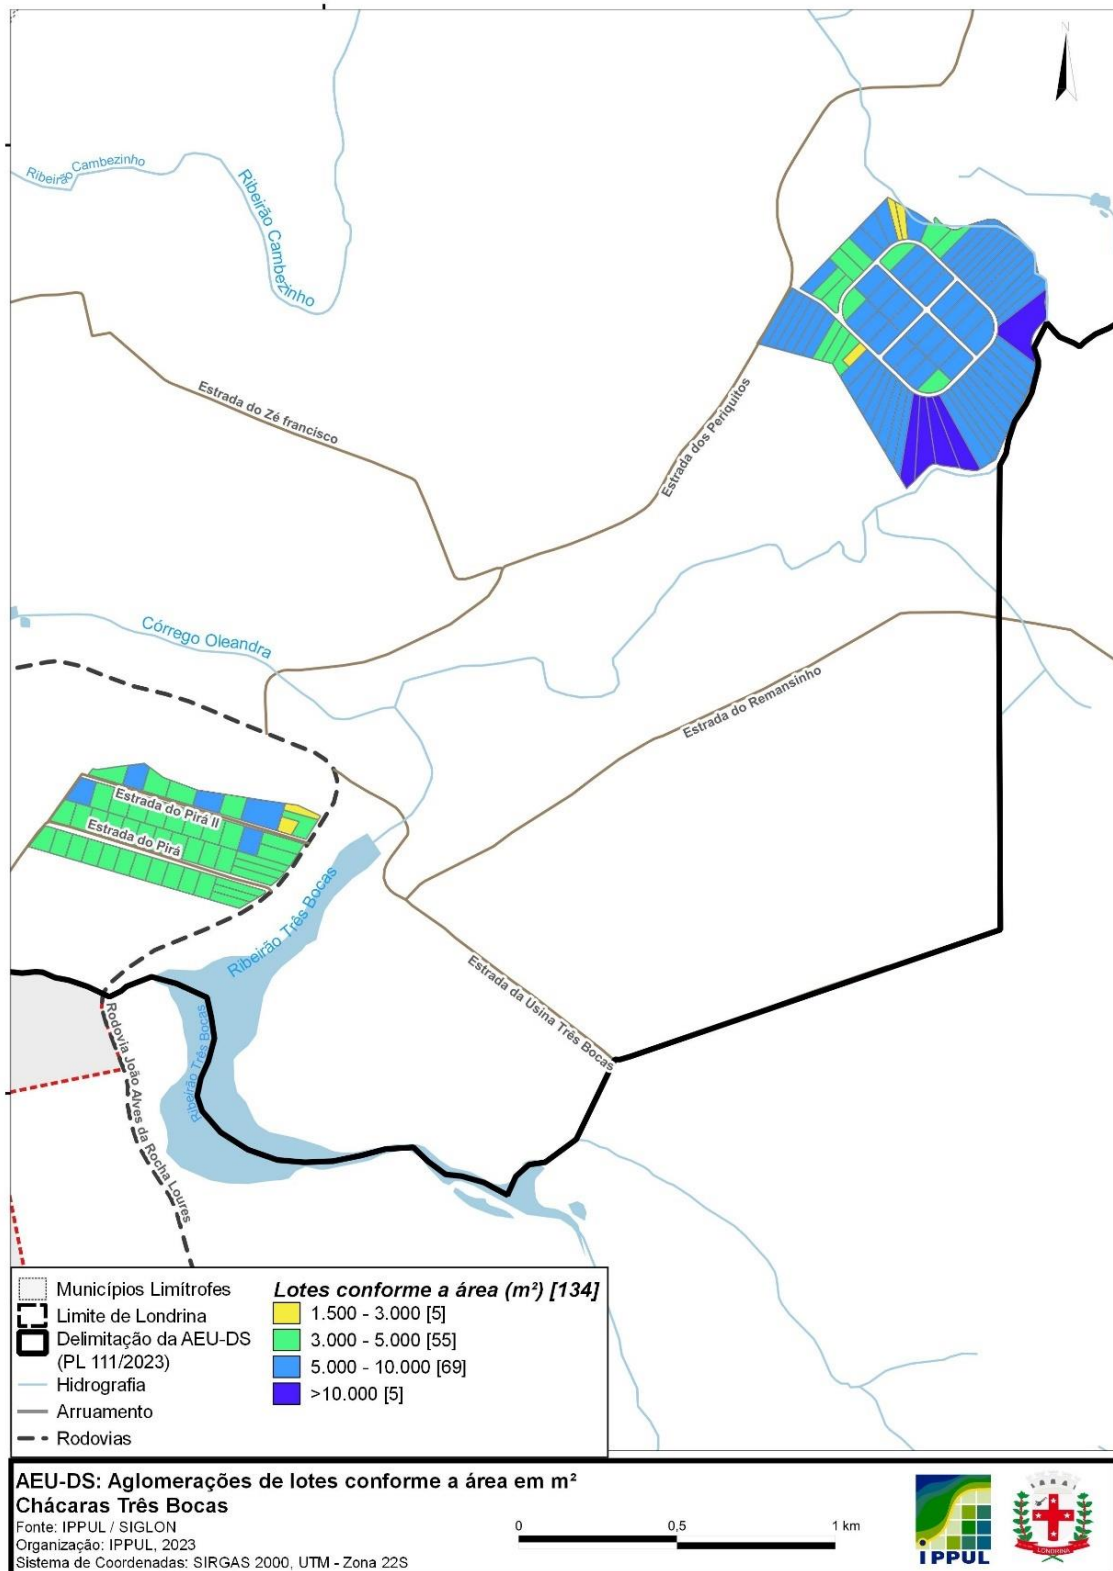 N
Ribeirão Cambezinho
Ribeirão Cambezinho
Estrada do Zé francisco
Estrada dos Periquitos
Córrego Oleandra
Estrada do Remansinho
Estrada do Pirá II
Estrada do Pirá
Ribeirão Três Bocas
Estrada da Usina Três Bocas
Ribeirão Três Bocas
Rodovia João Alves da Rocha Loures
Municípios Limítrofes
Limite de Londrina
Delimitação da AEU-DS
(PL 111/2023)
Hidrografia
Arruamento
Rodovias
Lotes conforme a área (m²) [134]
1.500 - 3.000 [5]
3.000 - 5.000 [55]
5.000 - 10.000 [69]
>10.000 [5]
AEU-DS: Aglomerações de lotes conforme a área em m²
Chácaras Três Bocas
Fonte: IPPUL / SIGLON
Organização: IPPUL, 2023
Sistema de Coordenadas: SIRGAS 2000, UTM - Zona 22S
0 0,5 1 km
IPPUL
LONDRINA